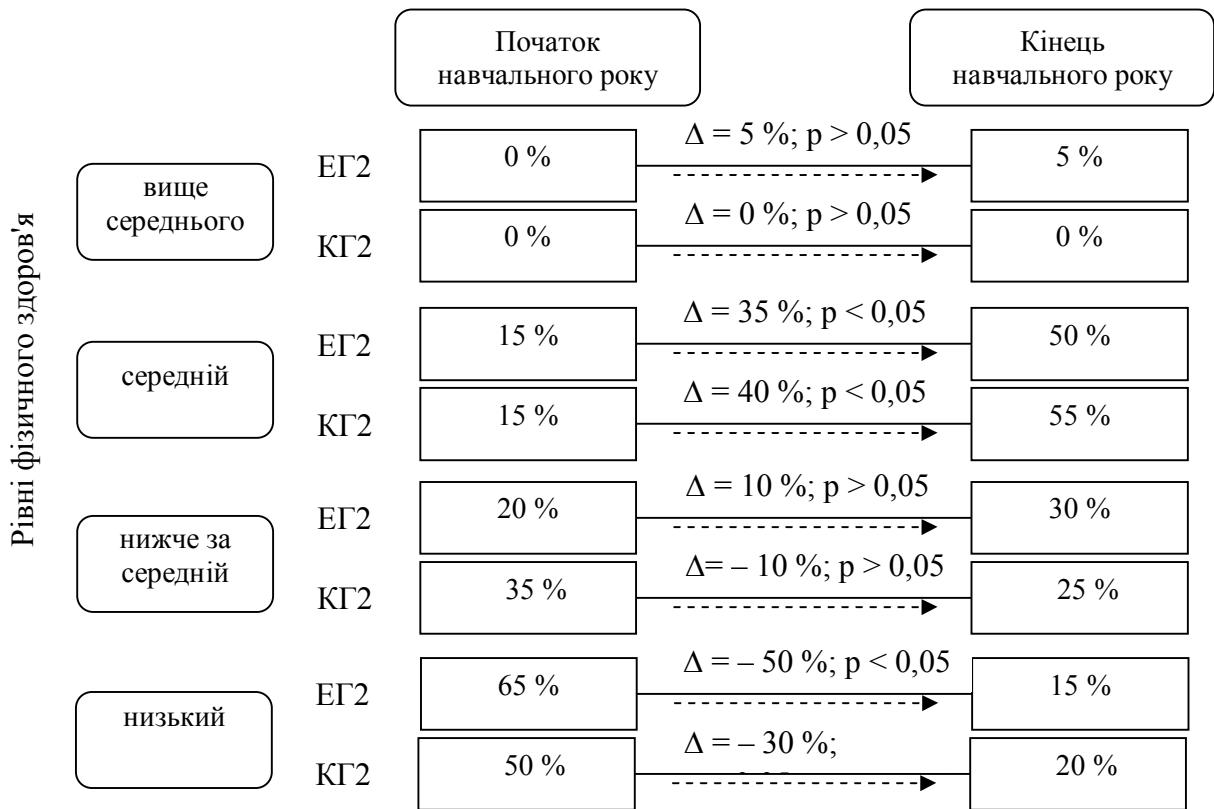 Початок
навчального року
Кінець
навчального року
Рівні фізичного здоров'я
вище
середнього
ЕГ2
0 %
Δ = 5 %; p > 0,05
5 %
КГ2
0 %
Δ = 0 %; p > 0,05
0 %
середній
ЕГ2
15 %
Δ = 35 %; p < 0,05
50 %
КГ2
15 %
Δ = 40 %; p < 0,05
55 %
нижче за
середній
ЕГ2
20 %
Δ = 10 %; p > 0,05
30 %
КГ2
35 %
Δ= – 10 %; p > 0,05
25 %
низький
ЕГ2
65 %
Δ = – 50 %; p < 0,05
15 %
КГ2
50 %
Δ = – 30 %;
20 %